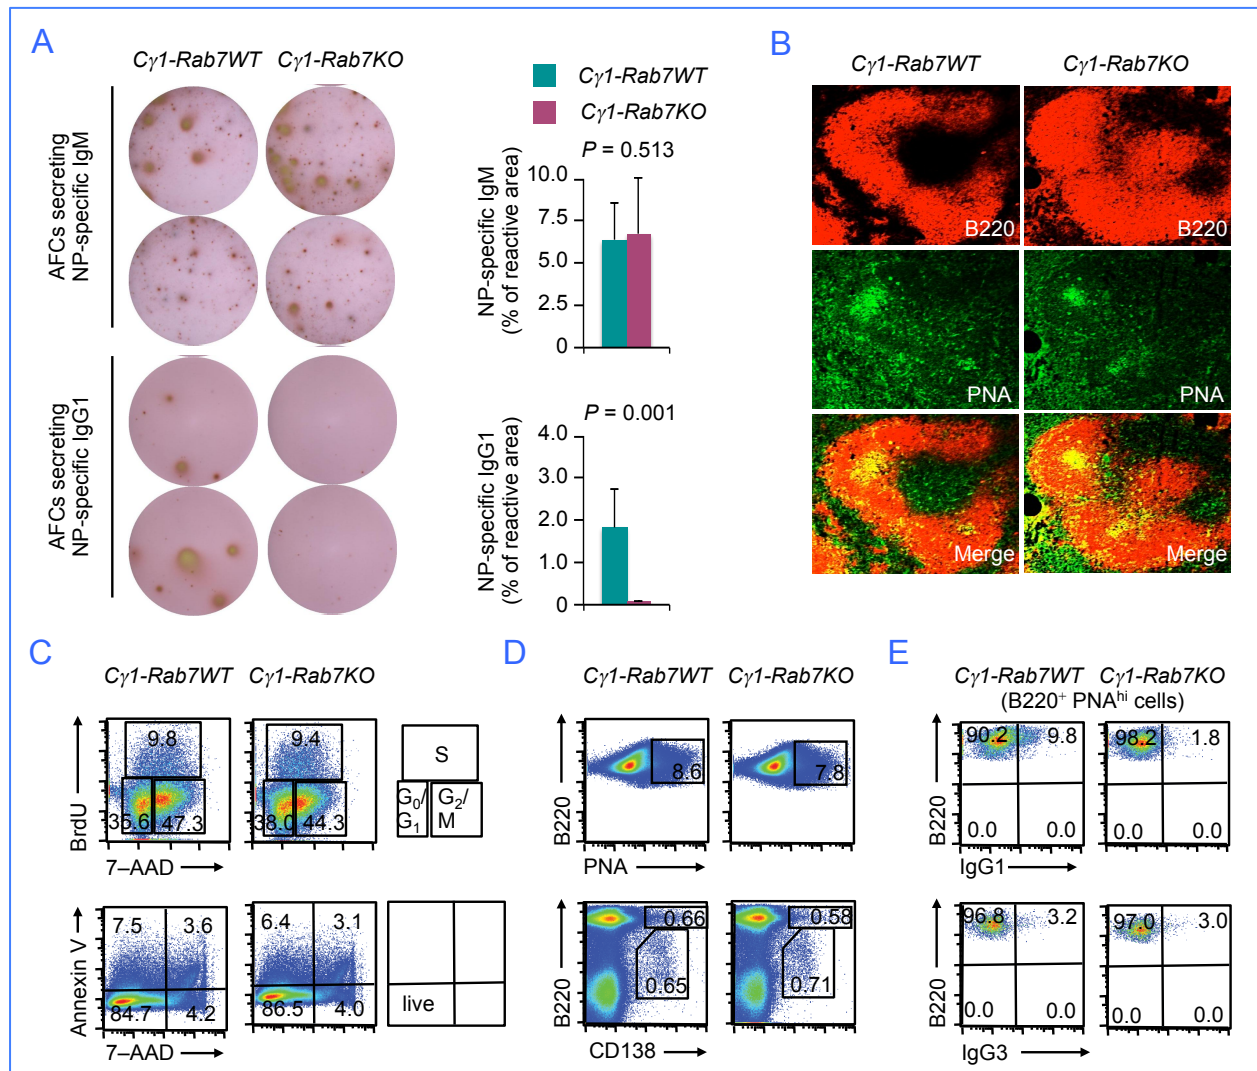 A
Cγ1-Rab7WT Cγ1-Rab7KO
AFCs secreting
NP-specific IgM
AFCs secreting
NP-specific IgG1
Cγ1-Rab7WT
Cγ1-Rab7KO
P = 0.513
NP-specific IgM
(% of reactive area)
10.0
7.5
5.0
2.5
0
P = 0.001
NP-specific IgG1
(% of reactive area)
4.0
3.0
2.0
1.0
0
B
Cγ1-Rab7WT Cγ1-Rab7KO
B220 B220
PNA PNA
Merge Merge
C
Cγ1-Rab7WT Cγ1-Rab7KO
BrdU
9.8
35.6 47.3
9.4
38.0 44.3
S
G0/
G1
G2/
M
7–AAD
Annexin V
7.5 3.6
84.7 4.2
6.4 3.1
86.5 4.0
live
7–AAD
D
Cγ1-Rab7WT Cγ1-Rab7KO
B220
8.6 7.8
PNA
B220
0.66 0.58
0.65 0.71
CD138
E
Cγ1-Rab7WT Cγ1-Rab7KO
(B220+ PNAhi cells)
B220
90.2 9.8 98.2 1.8
0.0 0.0 0.0 0.0
IgG1
B220
96.8 3.2 97.0 3.0
0.0 0.0 0.0 0.0
IgG3